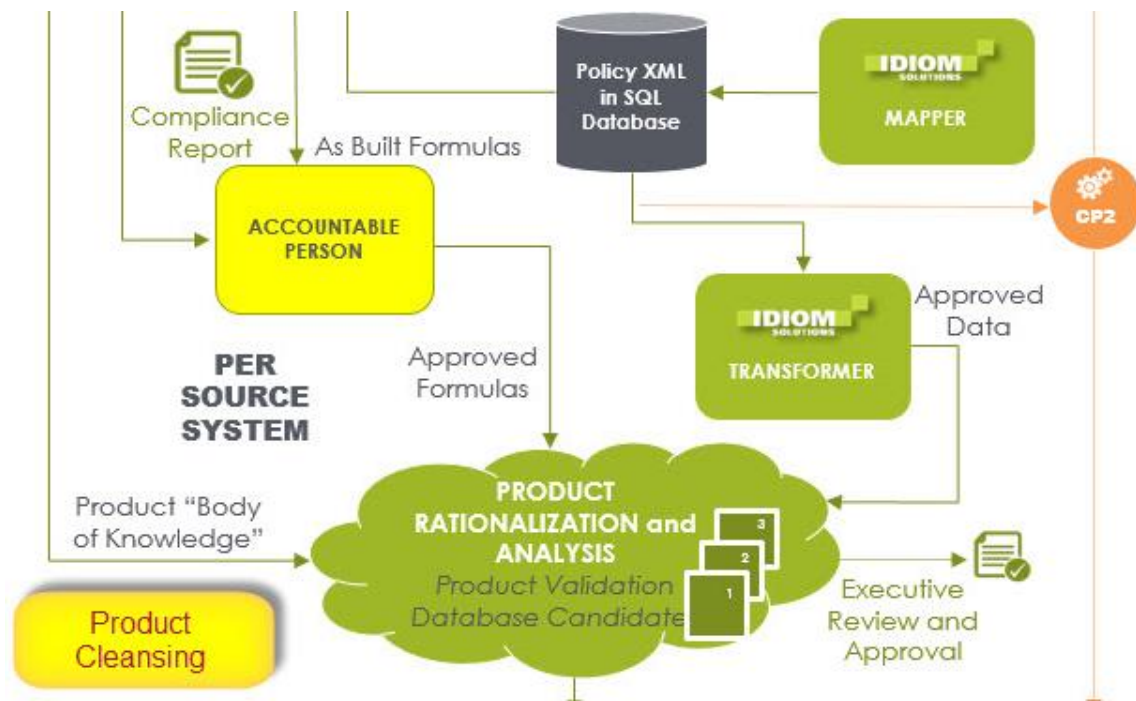 Compliance
Report
As Built Formulas
Policy XML
in SQL
Database
IDIOM
SOLUTIONS
MAPPER
CP2
ACCOUNTABLE
PERSON
IDIOM
SOLUTIONS
TRANSFORMER
Approved
Data
Approved
Formulas
PER
SOURCE
SYSTEM
Product “Body
of Knowledge”
PRODUCT
RATIONALIZATION and
ANALYSIS
Product Validation
Database Candidate
3
2
1
Executive
Review and
Approval
Product
Cleansing